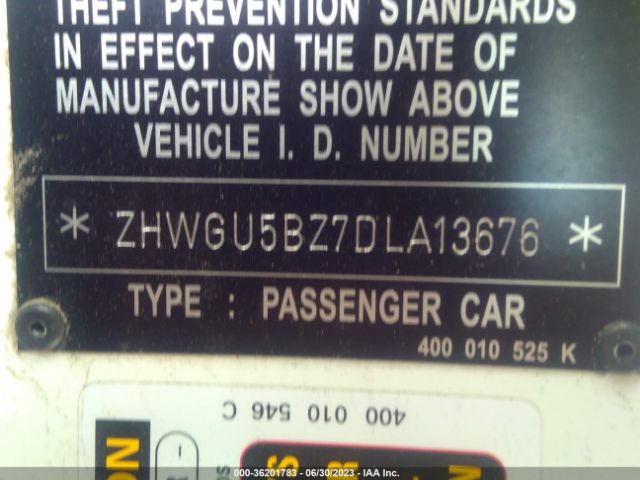 THEFT PREVENTION STANDARDS
IN EFFECT ON THE DATE OF
MANUFACTURE SHOW ABOVE
VEHICLE I. D. NUMBER
* ZHWGU5BZ7DLA13676 *
TYPE : PASSENGER CAR
400 010 525 K
400 010 546 C
ON
000-36201783 - 06/30/2023 - IAA Inc.